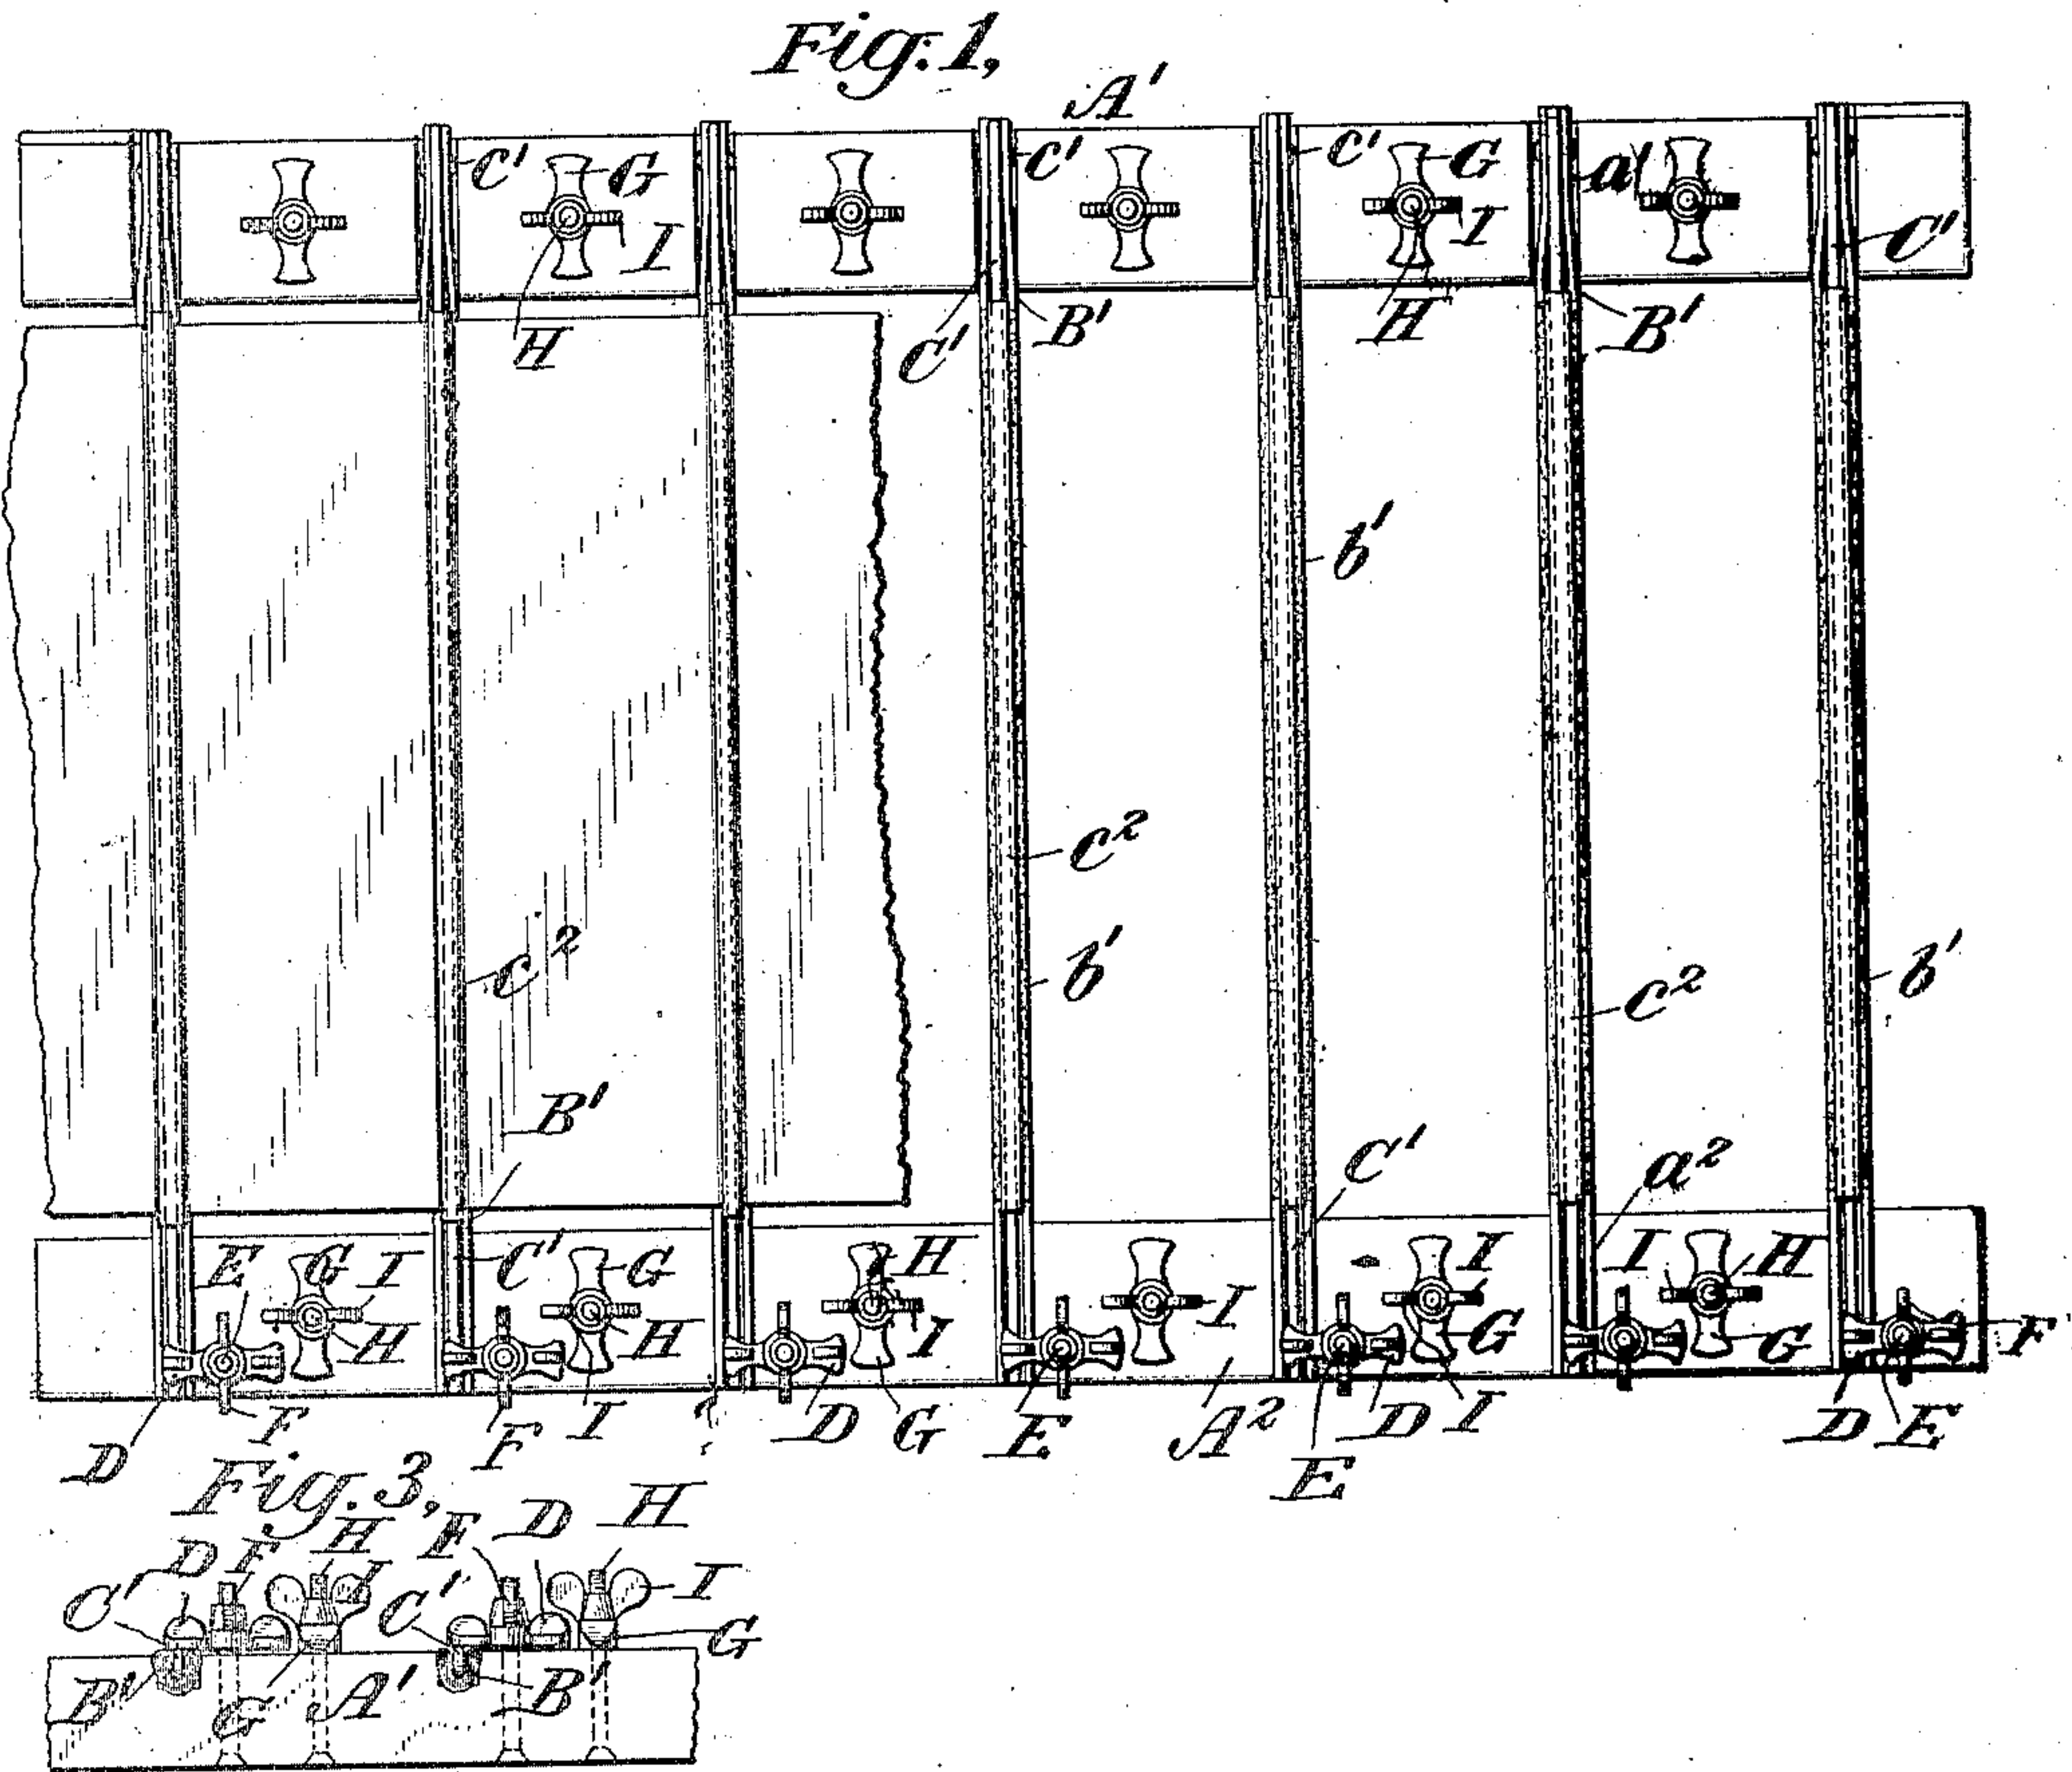 Fig. 1,
A'
C' G C' C' G a'
I I C'
H C' B' H B'
b'
c²
c² b' c² b'
B'
C' a²
E G I C' G H I I H
H H I I G G F
D F F I D G E A² D I D E
E
Fig. 3,
D F H F D H
C' I C' I
G
B' G A' B'